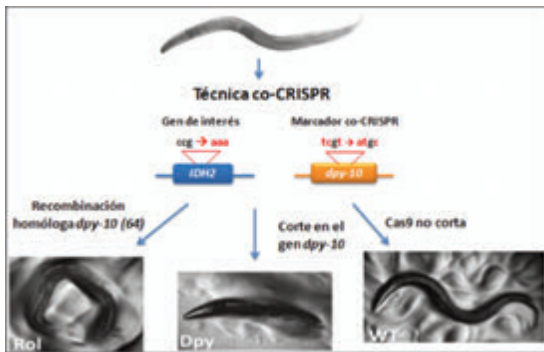 Técnica co-CRISPR
Gen de interés
Marcador co-CRISPR
ccg → aaa
tcgt → atgc
IDH2
dpy-10
Recombinación
homóloga dpy-10 (64)
Corte en el
gen dpy-10
Cas9 no corta
Rol
Dpy
WT